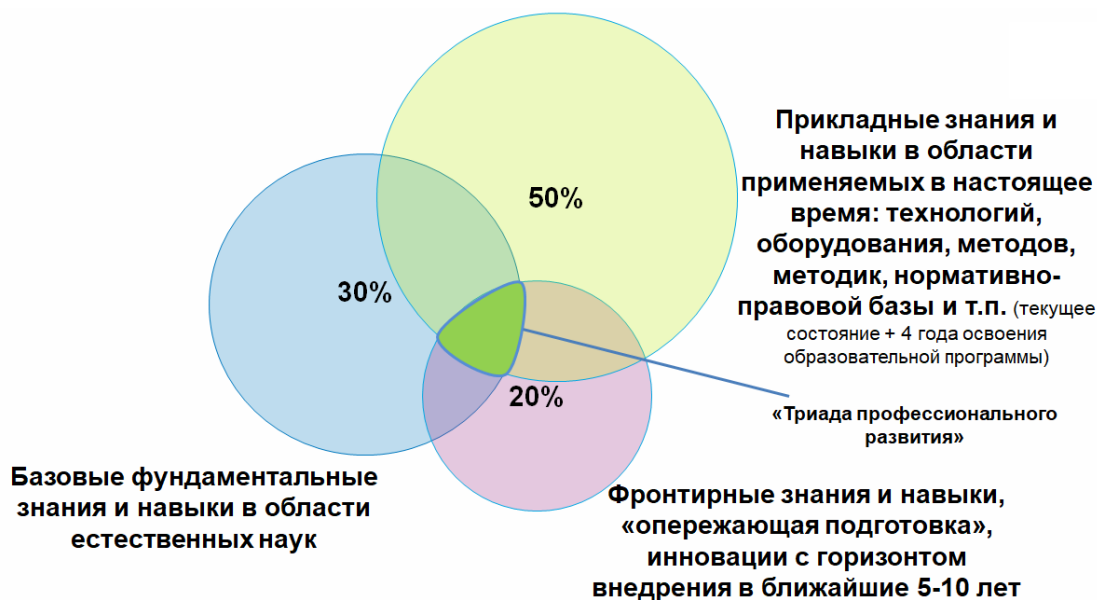 50%
30%
20%
Прикладные знания и
навыки в области
применяемых в настоящее
время: технологий,
оборудования, методов,
методик, нормативно-
правовой базы и т.п. (текущее
состояние + 4 года освоения
образовательной программы)
«Триада профессионального
развития»
Базовые фундаментальные
знания и навыки в области
естественных наук
Фронтирные знания и навыки,
«опережающая подготовка»,
инновации с горизонтом
внедрения в ближайшие 5-10 лет